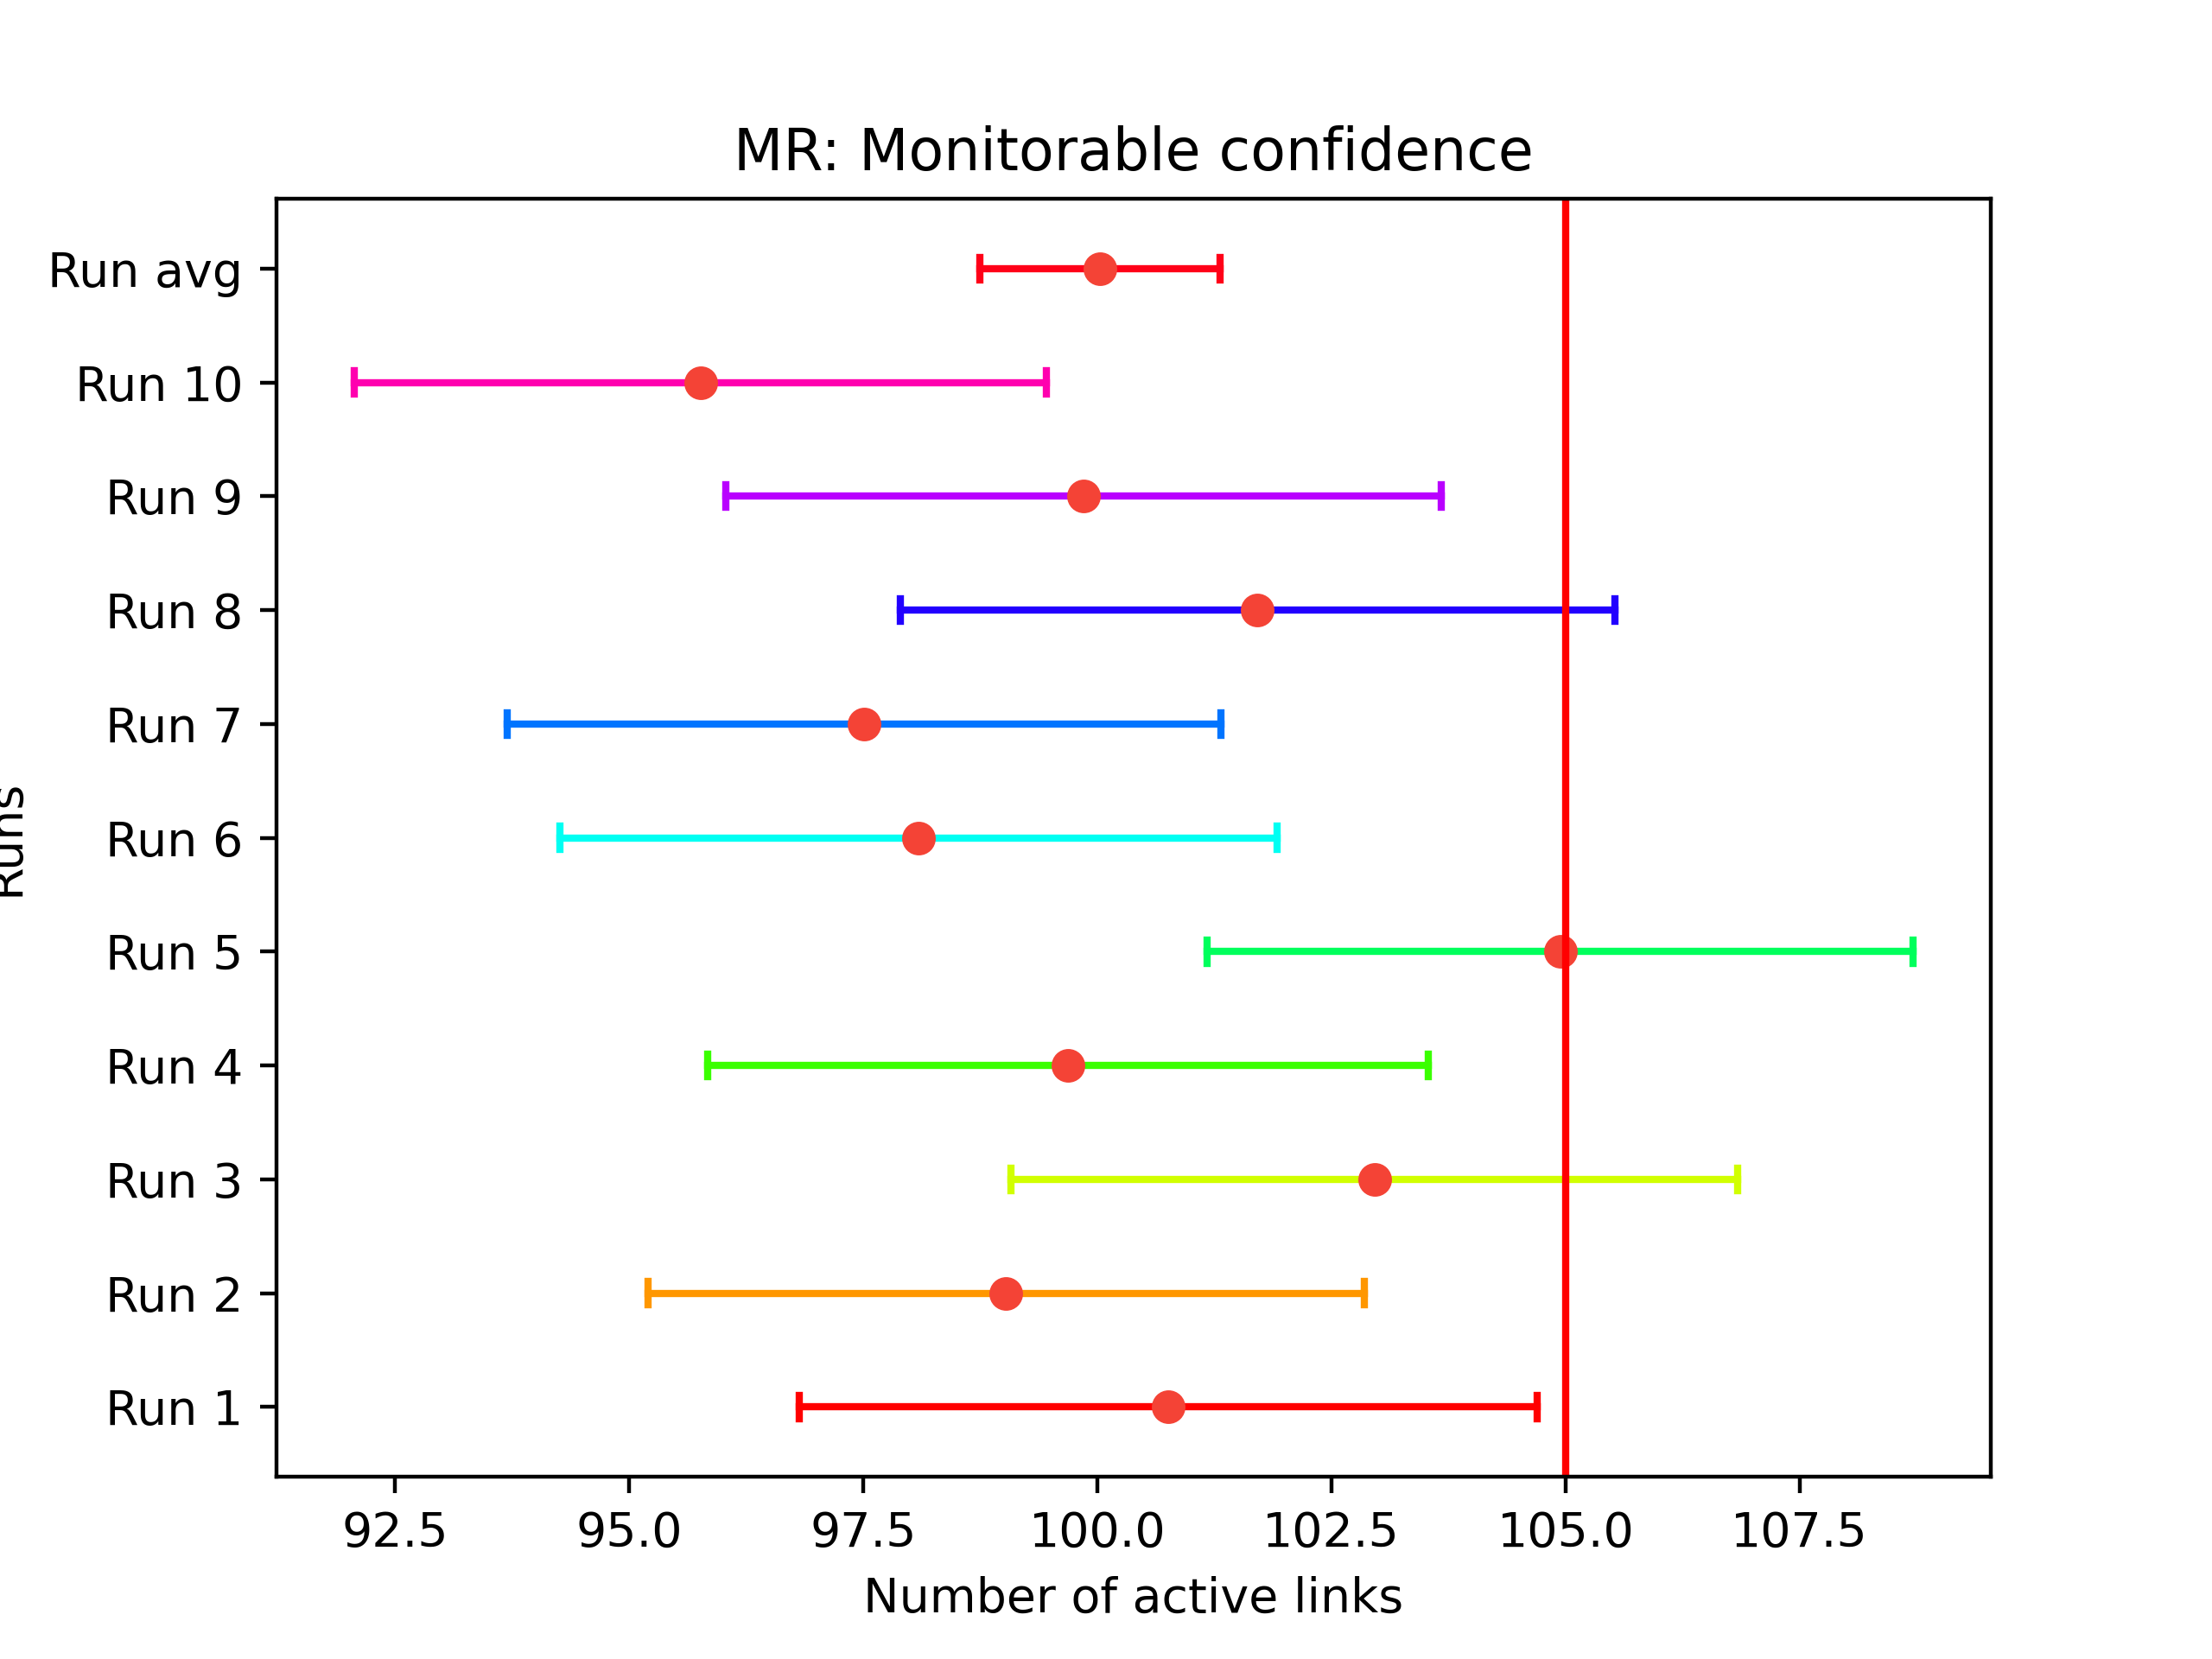 MR: Monitorable confidence
Run avg
Run 10
Run 9
Run 8
Run 7
Run 6
Run 5
Run 4
Run 3
Run 2
Run 1
Runs
92.5 95.0 97.5 100.0 102.5 105.0 107.5
Number of active links